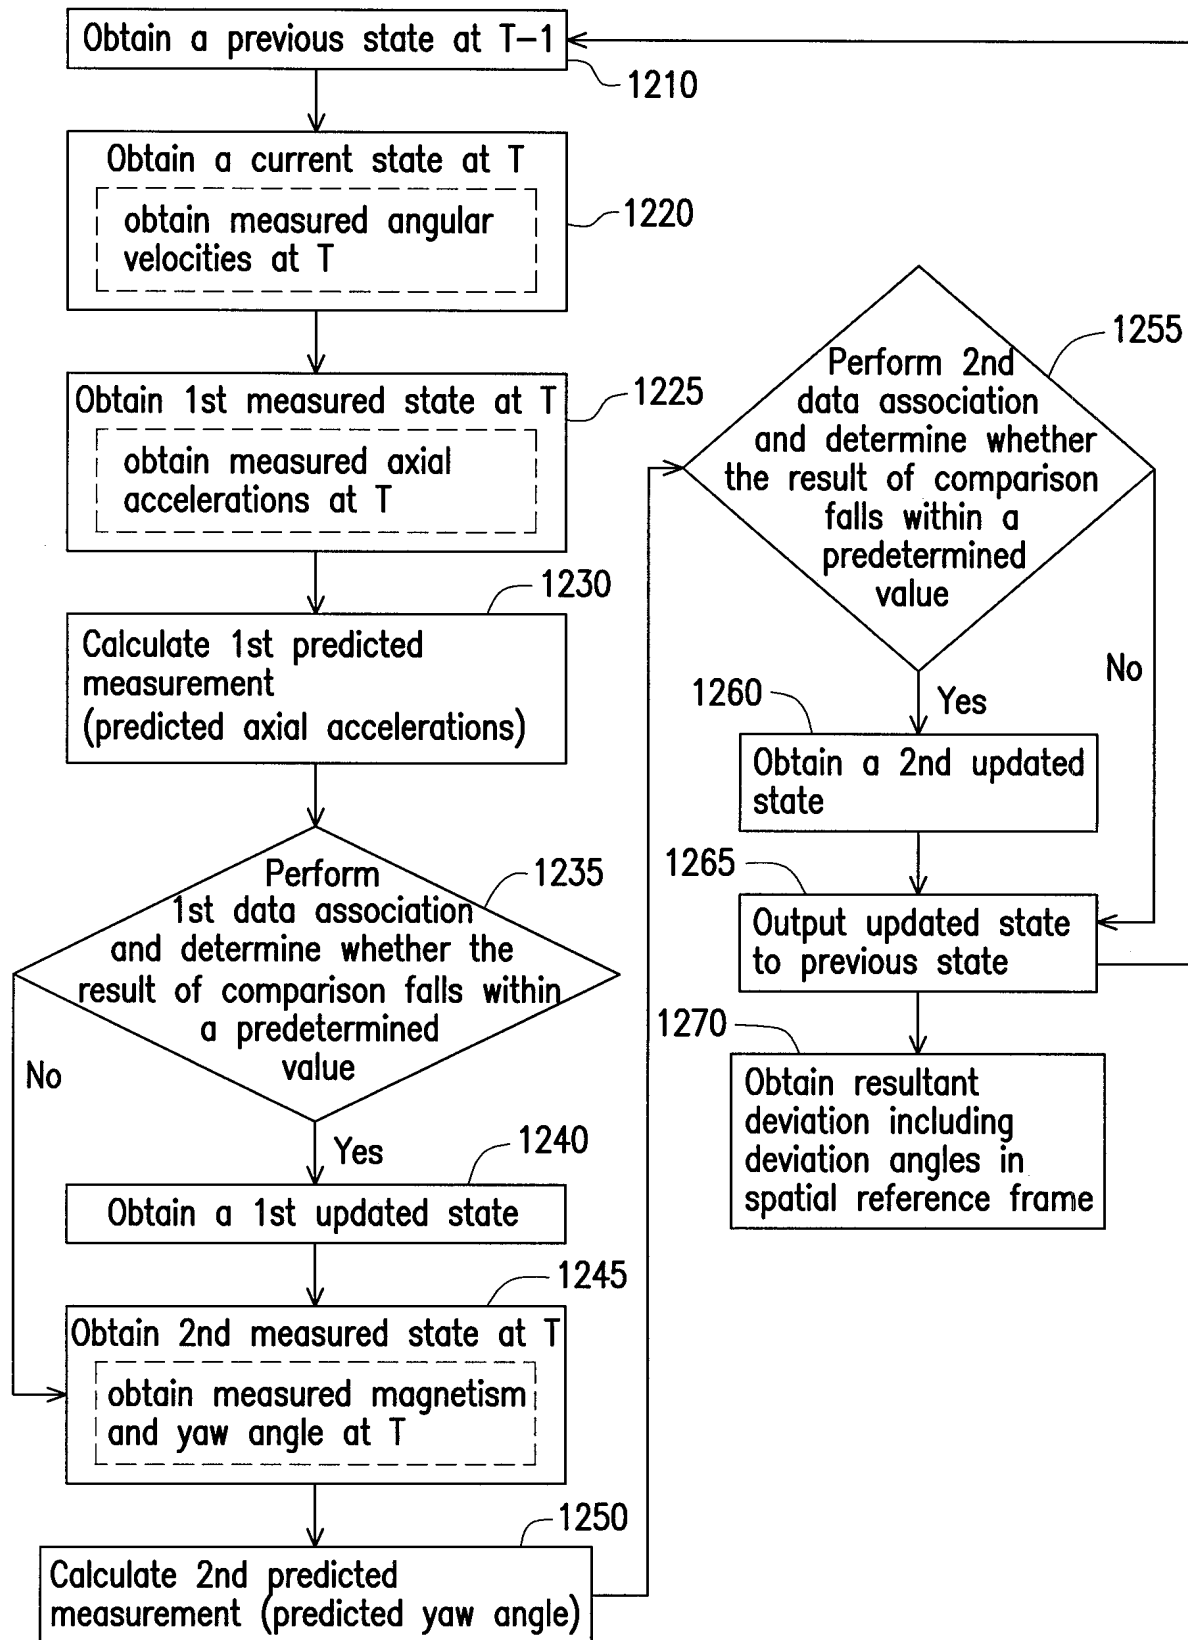 Obtain a previous state at T-1
1210
Obtain a current state at T
obtain measured angular
velocities at T
1220
Obtain 1st measured state at T
obtain measured axial
accelerations at T
1225
1230
Calculate 1st predicted
measurement
(predicted axial accelerations)
Perform
1st data association
and determine whether the
result of comparison falls within
a predetermined
value
1235
No
Yes
1240
Obtain a 1st updated state
1245
Obtain 2nd measured state at T
obtain measured magnetism
and yaw angle at T
1250
Calculate 2nd predicted
measurement (predicted yaw angle)
1255
Perform 2nd
data association
and determine whether
the result of comparison
falls within a
predetermined
value
No
Yes
1260
Obtain a 2nd updated
state
1265
Output updated state
to previous state
1270
Obtain resultant
deviation including
deviation angles in
spatial reference frame